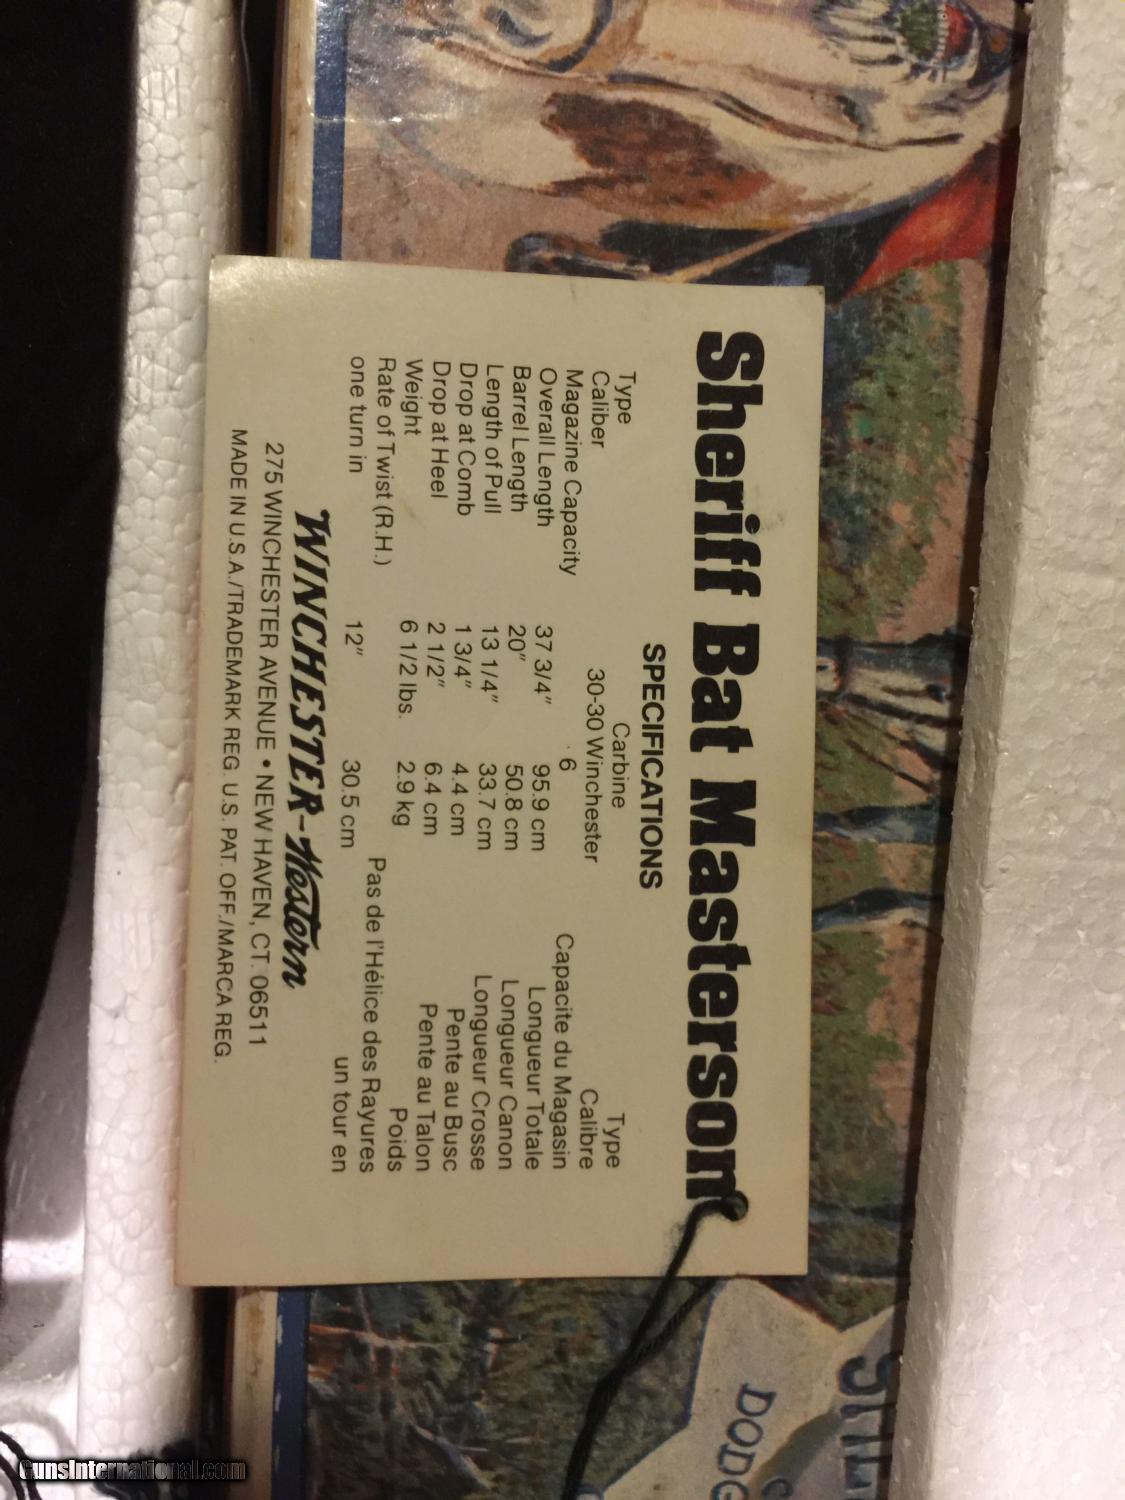 Sheriff Bat Masterson
SPECIFICATIONS
Type Carbine Type
Caliber 30-30 Winchester Calibre
Magazine Capacity 6 Capacite du Magasin
Overall Length 37 3/4" 95.9 cm Longueur Totale
Barrel Length 20" 50.8 cm Longueur Canon
Length of Pull 13 1/4" 33.7 cm Longueur Crosse
Drop at Comb 1 3/4" 4.4 cm Pente au Busc
Drop at Heel 2 1/2" 6.4 cm Pente au Talon
Weight 6 1/2 lbs. 2.9 kg Poids
Rate of Twist (R.H.) Pas de l'Hélice des Rayures
one turn in 12" 30.5 cm un tour en
WINCHESTER-Western
275 WINCHESTER AVENUE • NEW HAVEN, CT. 06511
MADE IN U.S.A./TRADEMARK REG. U.S. PAT. OFF./MARCA REG.
GunsInternational.com